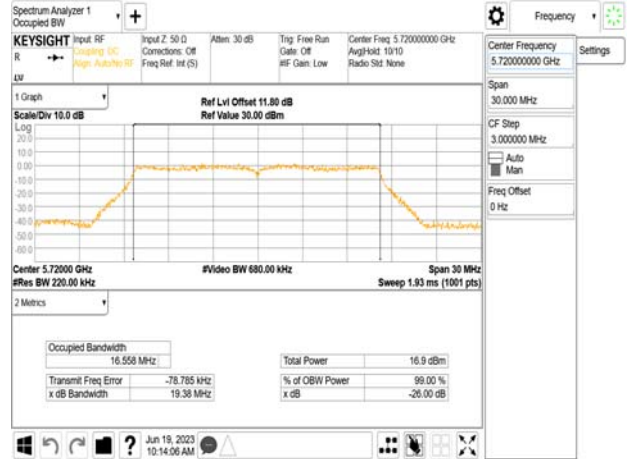 Spectrum Analyzer 1
Occupied BW
+
Frequency
KEYSIGHT
R
Input: RF
Coupling: DC
Align: Auto/No RF
Input Z: 50 Ω
Corrections: Off
Freq Ref: Int (S)
Atten: 30 dB
Trig: Free Run
Gate: Off
#IF Gain: Low
Center Freq: 5.720000000 GHz
Avg|Hold: 10/10
Radio Std: None
Center Frequency
5.720000000 GHz
Settings
Span
30.000 MHz
CF Step
3.000000 MHz
Auto
Man
Freq Offset
0 Hz
1 Graph
Scale/Div 10.0 dB
Ref Lvl Offset 11.80 dB
Ref Value 30.00 dBm
Log
20.0
10.0
0.00
-10.0
-20.0
-30.0
-40.0
-50.0
-60.0
Center 5.72000 GHz
#Video BW 680.00 kHz
Span 30 MHz
#Res BW 220.00 kHz
Sweep 1.93 ms (1001 pts)
2 Metrics
Occupied Bandwidth
16.558 MHz
Total Power 16.9 dBm
Transmit Freq Error -78.785 kHz
% of OBW Power 99.00 %
x dB Bandwidth 19.38 MHz
x dB -26.00 dB
?
Jun 19, 2023
10:14:06 AM